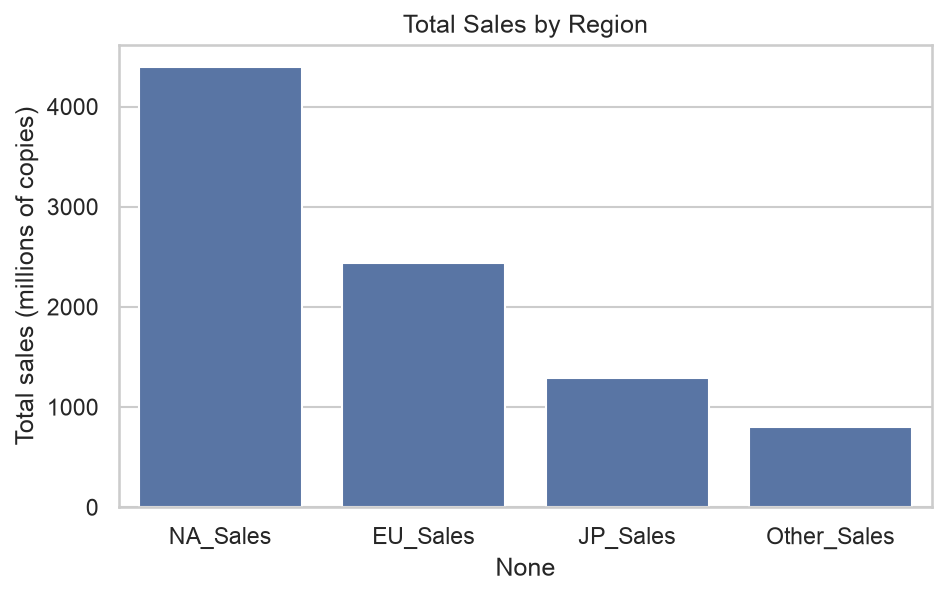 Total Sales by Region
Total sales (millions of copies)
4000
3000
2000
1000
0
NA_Sales
EU_Sales
JP_Sales
Other_Sales
None